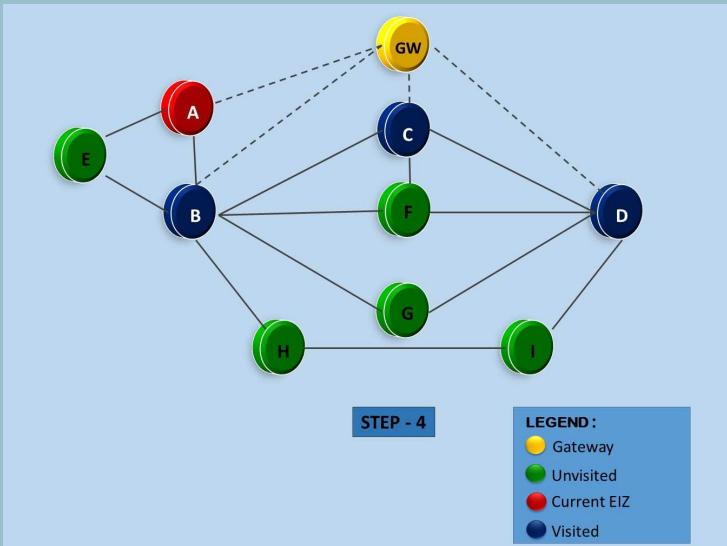 GW
A
C
E
B
F
D
G
H
I
STEP - 4
LEGEND :
Gateway
Unvisited
Current EIZ
Visited